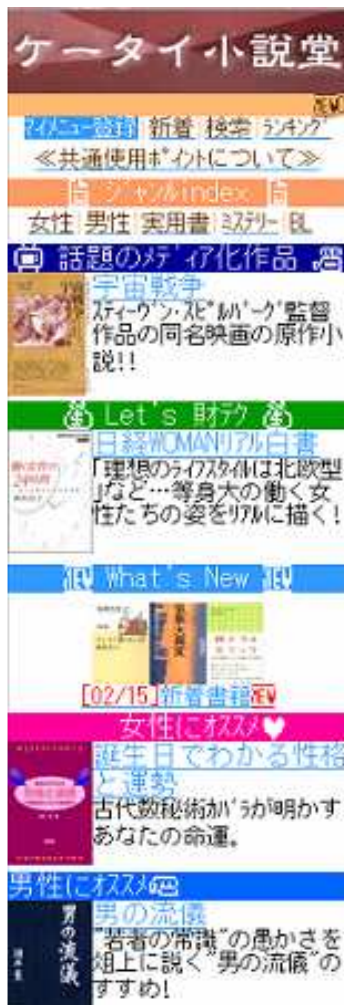 ケータイ小説堂
NEW
ﾏｲﾒﾆｭｰ登録 新着 検索 ﾗﾝｷﾝｸﾞ
≪共通使用ﾎﾟｲﾝﾄについて≫
ｼﾞｬﾝﾙindex
女性 男性 実用書 ﾐｽﾃﾘｰ BL
話題のﾒﾃﾞｨｱ化作品
宇宙戦争
ｽﾃｨｰｳﾞﾝ･ｽﾋﾟﾙﾊﾞｰｸﾞ監督
作品の同名映画の原作小
説!!
Let's 財テク
日経WOMANﾘｱﾙ白書
｢理想のﾗｲﾌｽﾀｲﾙは北欧型
｣など…等身大の働く女
性たちの姿をﾘｱﾙに描く!
NEW What's New NEW
[02/15]新着書籍NEW
女性にｵｽｽﾒ♥
誕生日でわかる性格
と運勢
古代数秘術ｶﾊﾞﾗが明かす
あなたの命運。
男性にｵｽｽﾒ
男の流儀
男の流儀
"若者の常識"の愚かさを
俎上に説く"男の流儀"の
すすめ!